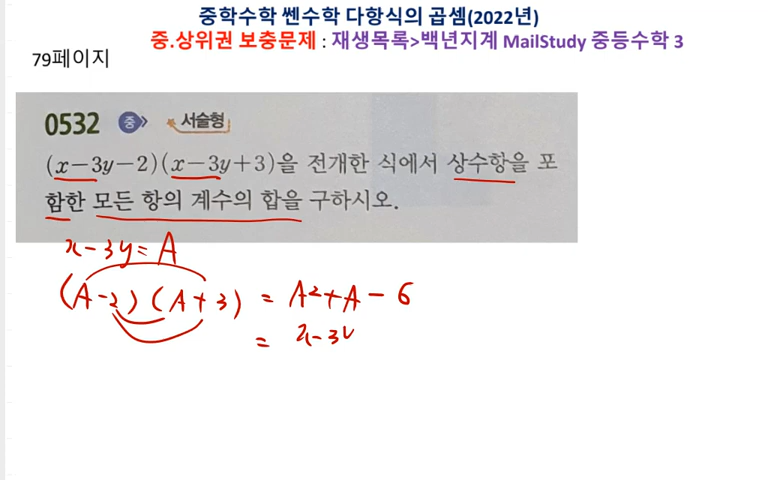 중학수학 쎈수학 다항식의 곱셈(2022년)
중.상위권 보충문제 : 재생목록>백년지계 MailStudy 중등수학 3
79페이지
0532 중 서술형
(x-3y-2)(x-3y+3)을 전개한 식에서 상수항을 포
함한 모든 항의 계수의 합을 구하시오.
x-3y=A
(A-2)(A+3) = A²+A-6
= x-3y